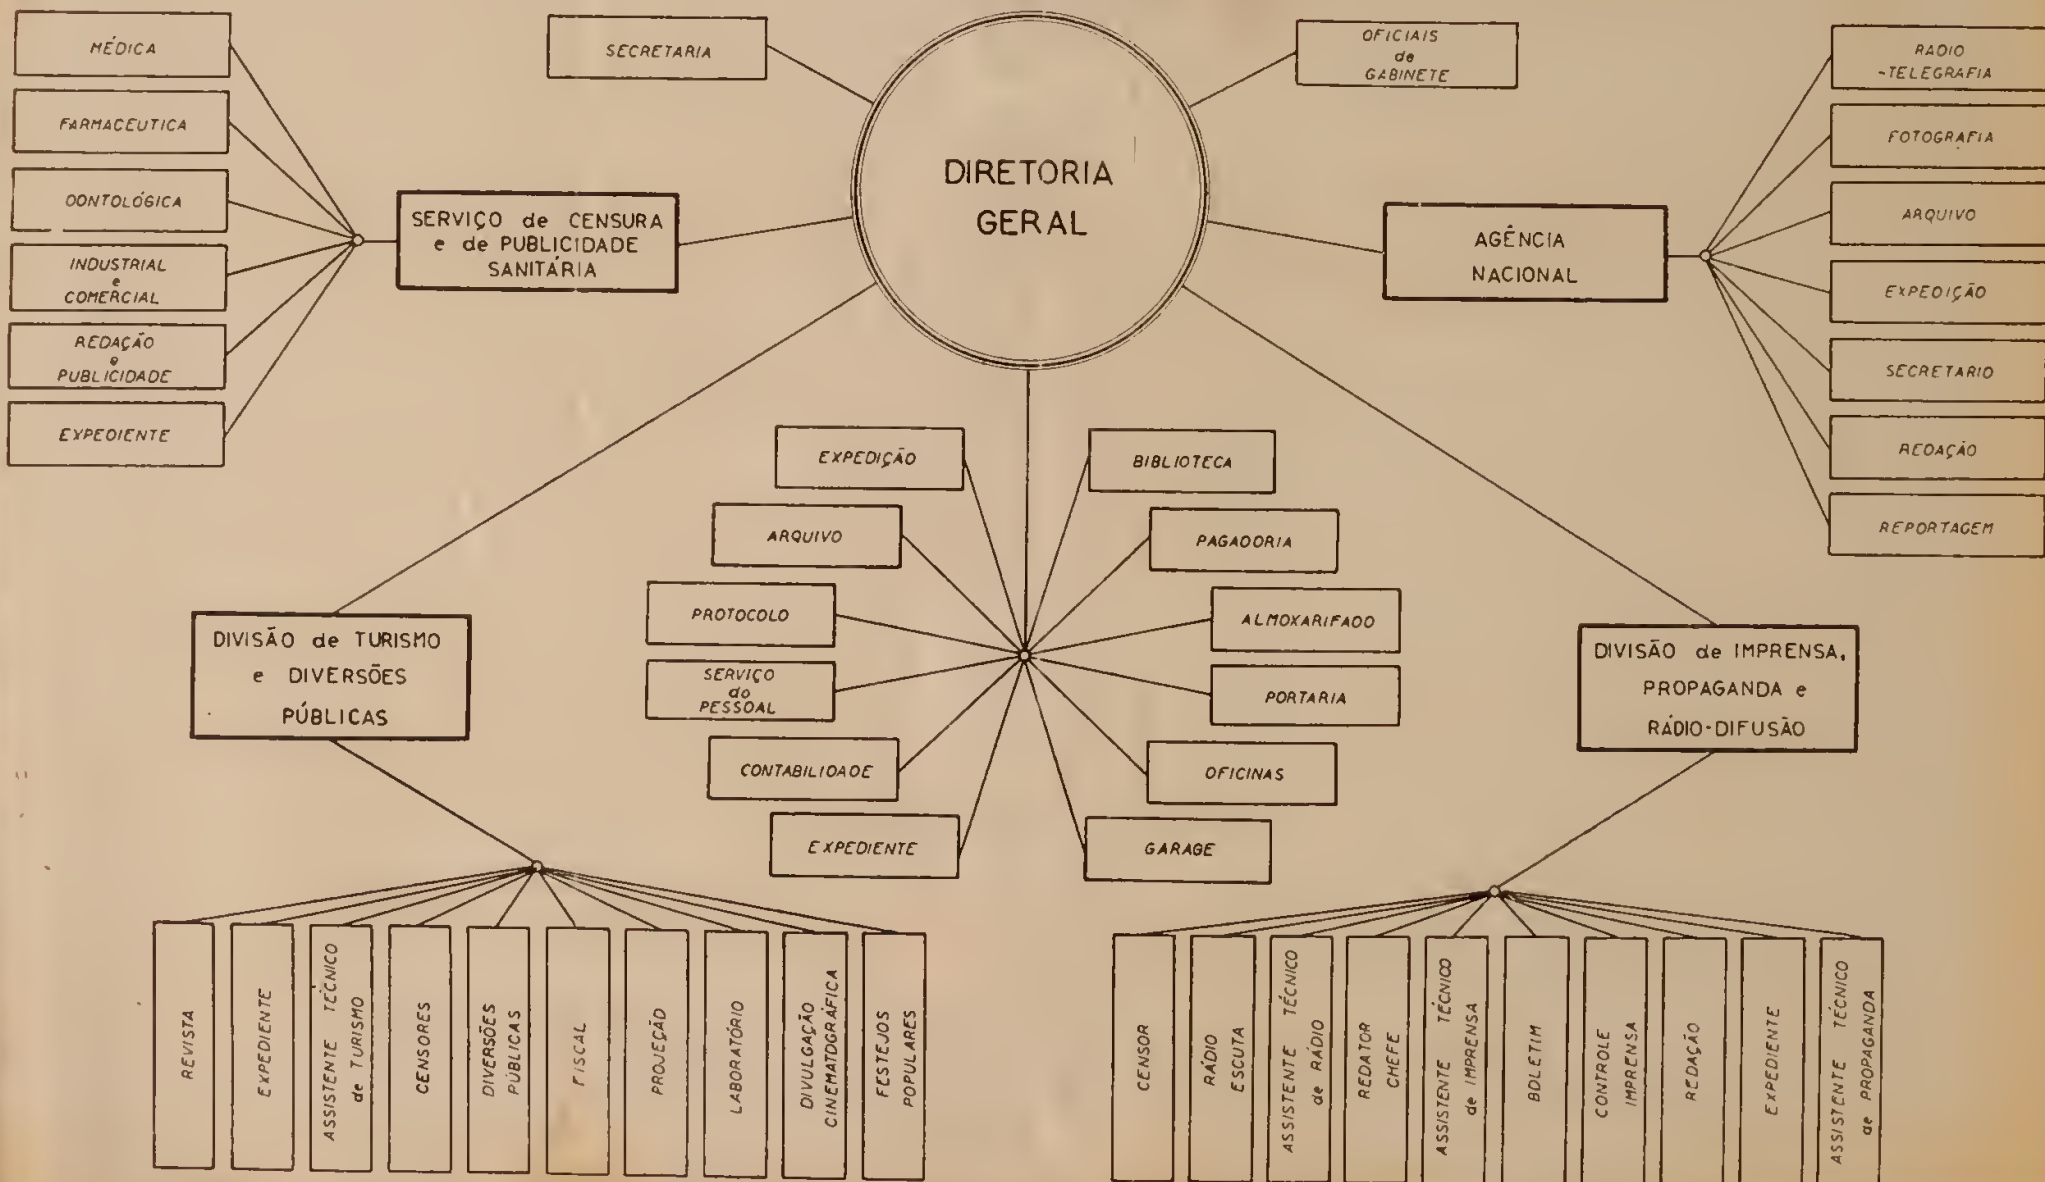 MÉDICA
FARMACEUTICA
ODONTOLÓGICA
INDUSTRIAL
e
COMERCIAL
REDAÇÃO
e
PUBLICIDADE
EXPEDIENTE
SERVIÇO de CENSURA
e de PUBLICIDADE
SANITÁRIA
SECRETARIA
DIRETORIA
GERAL
OFICIAIS
de
GABINETE
AGÊNCIA
NACIONAL
RADIO
-TELEGRAFIA
FOTOGRAFIA
ARQUIVO
EXPEDIÇÃO
SECRETARIO
REDAÇÃO
REPORTAGEM
EXPEDIÇÃO
ARQUIVO
PROTOCOLO
SERVIÇO
do
PESSOAL
CONTABILIDADE
EXPEDIENTE
BIBLIOTECA
PAGADORIA
ALMOXARIFADO
PORTARIA
OFICINAS
GARAGE
DIVISÃO de TURISMO
e DIVERSÕES
PÚBLICAS
REVISTA
EXPEDIENTE
ASSISTENTE TÉCNICO
de TURISMO
CENSORES
DIVERSÕES
PÚBLICAS
FISCAL
PROJEÇÃO
LABORATÓRIO
DIVULGAÇÃO
CINEMATOGRÁFICA
FESTEJOS
POPULARES
DIVISÃO de IMPRENSA,
PROPAGANDA e
RÁDIO-DIFUSÃO
CENSOR
RÁDIO
ESCUTA
ASSISTENTE TÉCNICO
de RÁDIO
REDATOR
CHEFE
ASSISTENTE TÉCNICO
de IMPRENSA
BOLETIM
CONTROLE
IMPRENSA
REDAÇÃO
EXPEDIENTE
ASSISTENTE TÉCNICO
de PROPAGANDA